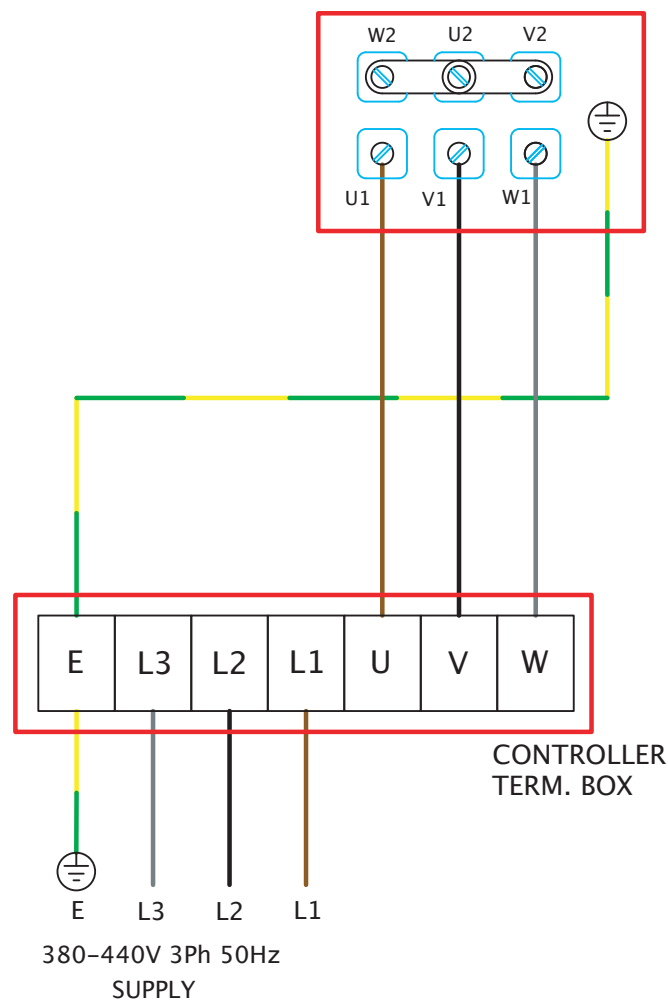 W2 U2 V2
U1 V1 W1
E L3 L2 L1 U V W
CONTROLLER
TERM. BOX
E L3 L2 L1
380-440V 3Ph 50Hz
SUPPLY